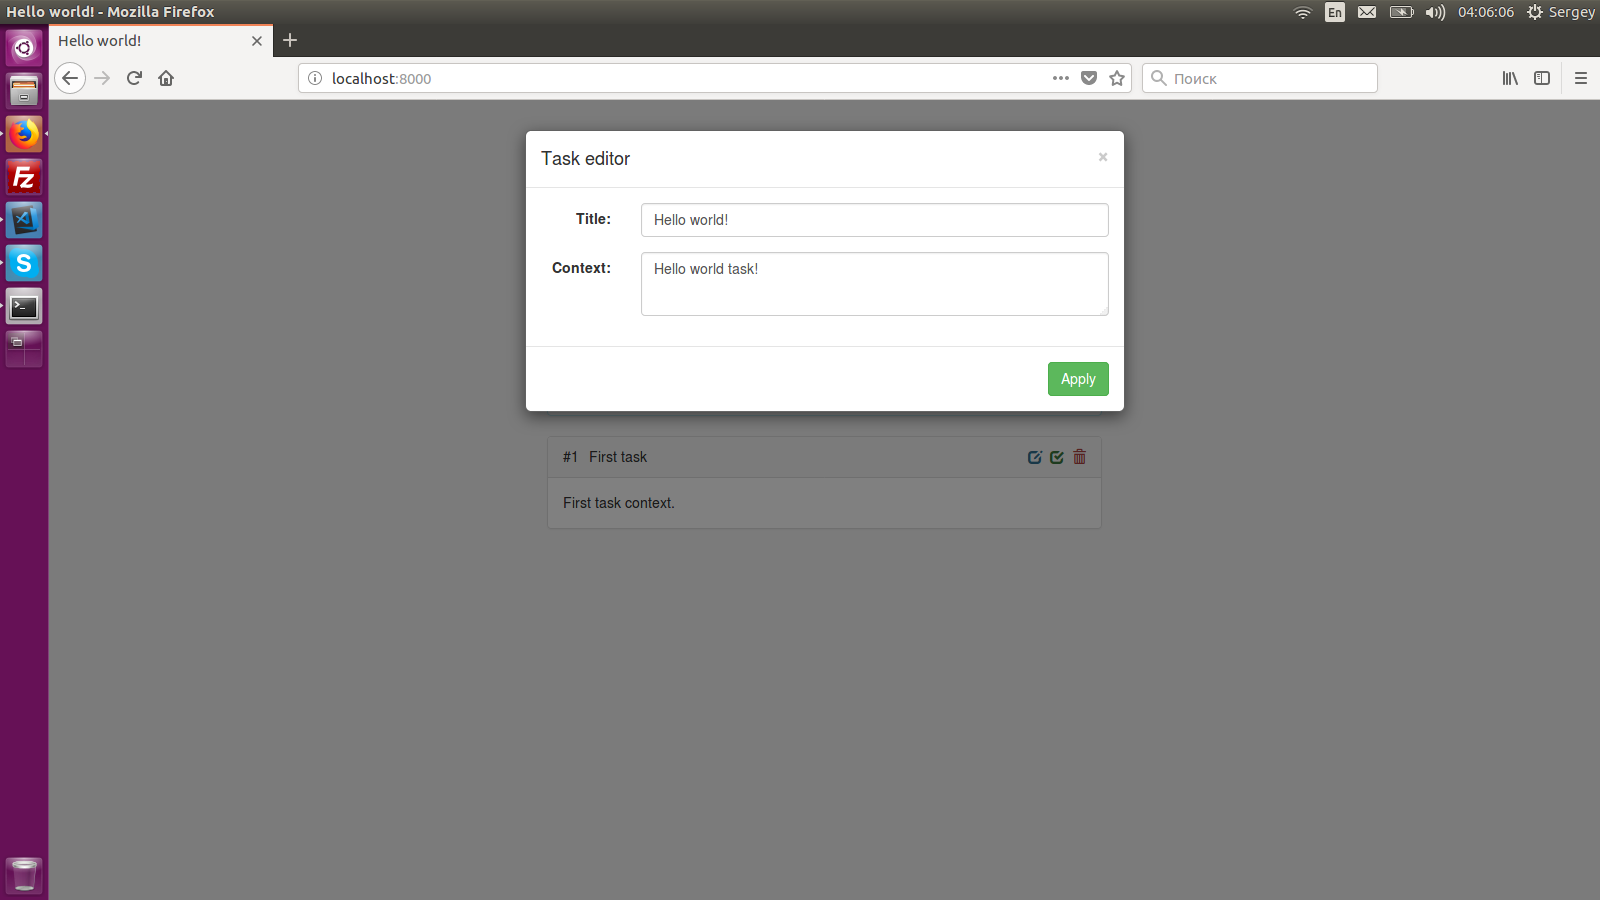 Hello world! - Mozilla Firefox
En
04:06:06
Sergey
Hello world!
localhost:8000
Поиск
Fz
S
>_
Task editor
×
Title:
Hello world!
Context:
Hello world task!
Apply
#1 First task
First task context.